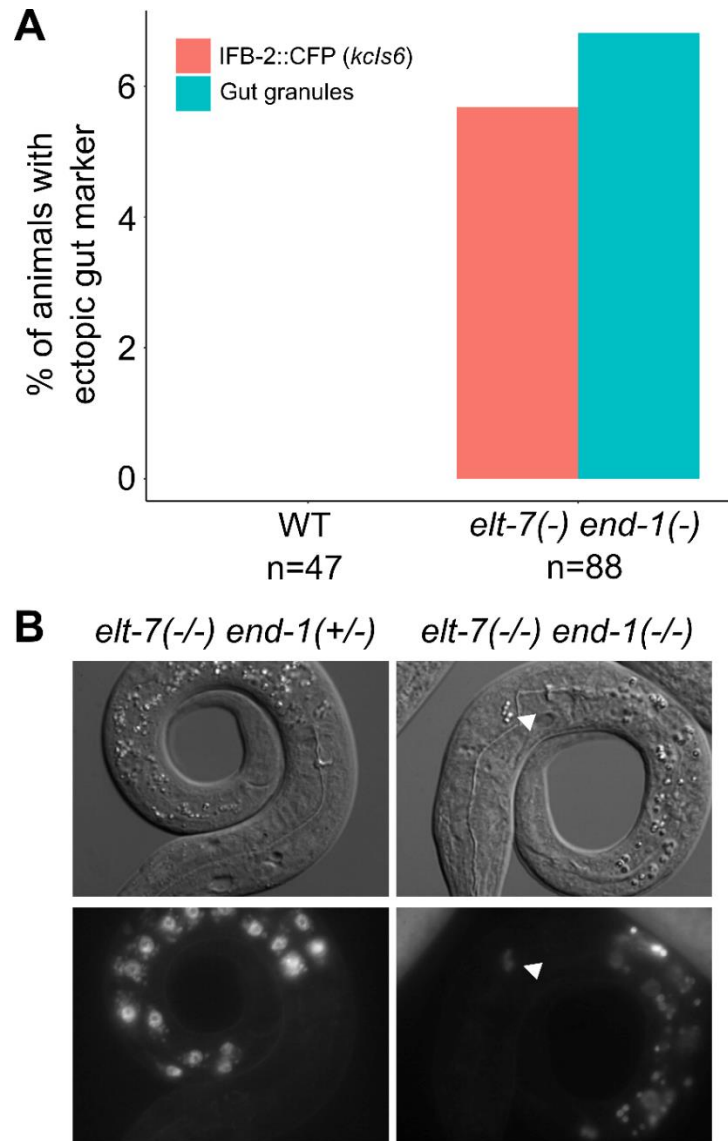 A
% of animals with
ectopic gut marker
IFB-2::CFP (kcIs6)
Gut granules
6
4
2
0
WT
n=47
elt-7(-) end-1(-)
n=88
B
elt-7(-/-) end-1(+/-)
elt-7(-/-) end-1(-/-)